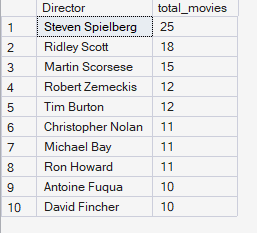 Director total_movies
1 Steven Spielberg 25
2 Ridley Scott 18
3 Martin Scorsese 15
4 Robert Zemeckis 12
5 Tim Burton 12
6 Christopher Nolan 11
7 Michael Bay 11
8 Ron Howard 11
9 Antoine Fuqua 10
10 David Fincher 10